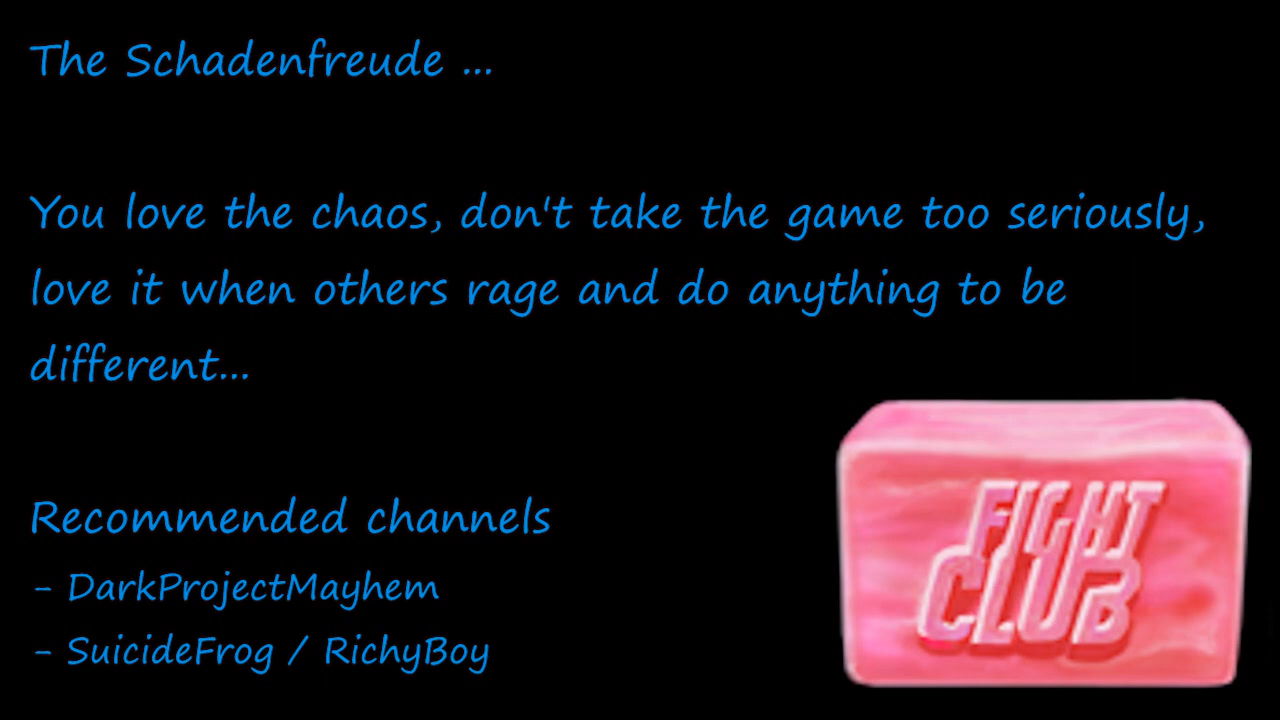 The Schadenfreude ...
You love the chaos, don't take the game too seriously,
love it when others rage and do anything to be
different...
Recommended channels
- DarkProjectMayhem
- SuicideFrog / RichyBoy
FIGHT
CLUB